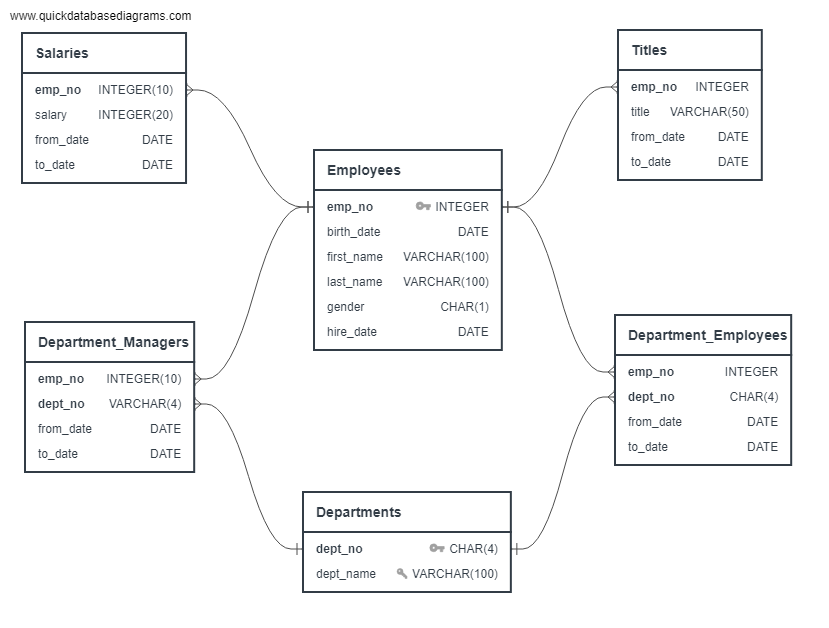 www.quickdatabasediagrams.com
Salaries
emp_no INTEGER(10)
salary INTEGER(20)
from_date DATE
to_date DATE
Titles
emp_no INTEGER
title VARCHAR(50)
from_date DATE
to_date DATE
Employees
emp_no INTEGER
birth_date DATE
first_name VARCHAR(100)
last_name VARCHAR(100)
gender CHAR(1)
hire_date DATE
Department_Managers
emp_no INTEGER(10)
dept_no VARCHAR(4)
from_date DATE
to_date DATE
Department_Employees
emp_no INTEGER
dept_no CHAR(4)
from_date DATE
to_date DATE
Departments
dept_no CHAR(4)
dept_name VARCHAR(100)